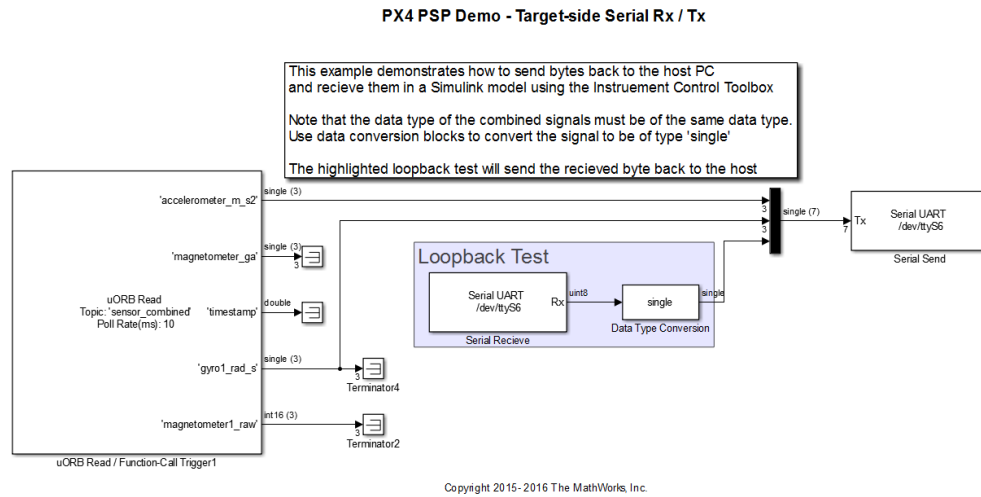 PX4 PSP Demo - Target-side Serial Rx / Tx
This example demonstrates how to send bytes back to the host PC
and recieve them in a Simulink model using the Instruement Control Toolbox
Note that the data type of the combined signals must be of the same data type.
Use data conversion blocks to convert the signal to be of type 'single'
The highlighted loopback test will send the recieved byte back to the host
uORB Read
Topic: 'sensor_combined'
Poll Rate(ms): 10
'accelerometer_m_s2'
single (3)
'magnetometer_ga'
single (3)
3
'timestamp'
double
'gyro1_rad_s'
single (3)
3
Terminator4
'magnetometer1_raw'
int16 (3)
3
Terminator2
uORB Read / Function-Call Trigger1
Loopback Test
Serial UART
/dev/ttyS6
Rx
uint8
Serial Recieve
single
single
Data Type Conversion
3
3
single (7)
7
Tx
Serial UART
/dev/ttyS6
Serial Send
Copyright 2015-2016 The MathWorks, Inc.